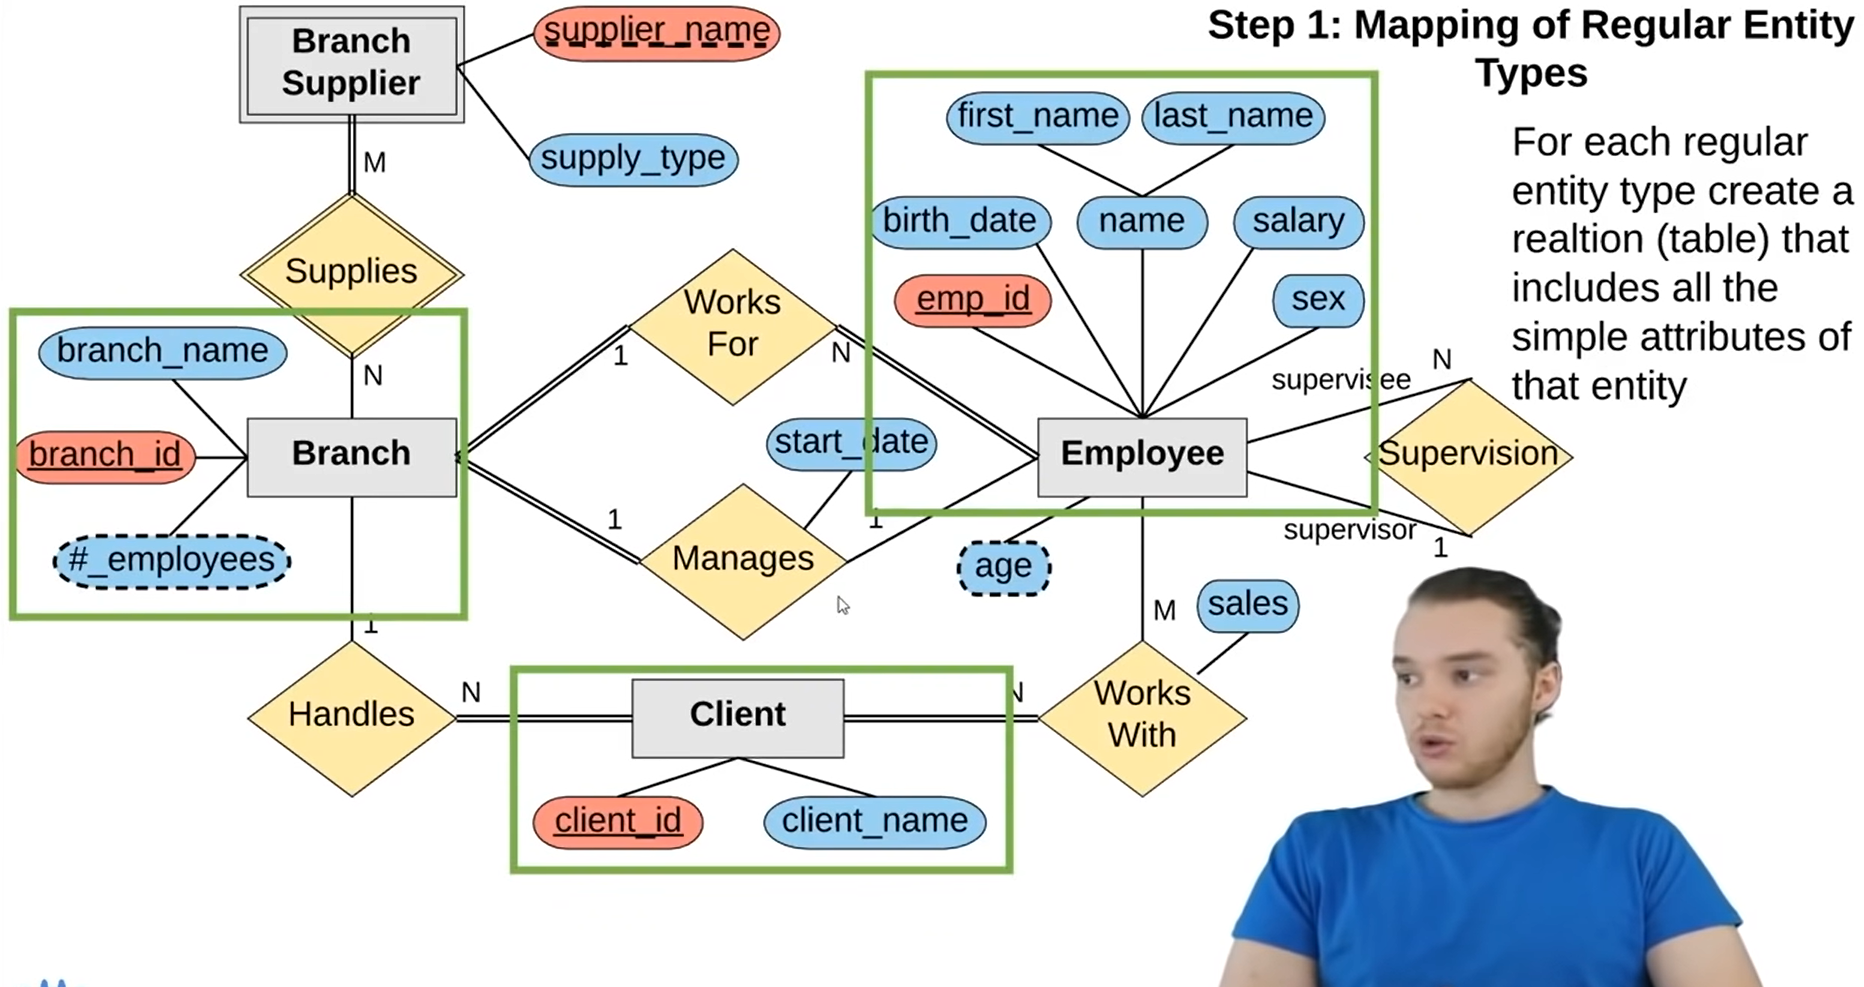 Step 1: Mapping of Regular Entity
Types
For each regular
entity type create a
realtion (table) that
includes all the
simple attributes of
that entity
Branch
Supplier
supplier_name
supply_type
M
Supplies
N
branch_name
branch_id
#_employees
Branch
1
Works
For
N
1
Manages
1
start_date
first_name
last_name
birth_date
name
salary
emp_id
sex
Employee
age
supervisee
N
Supervision
supervisor
1
M
sales
Works
With
N
1
Handles
N
Client
client_id
client_name